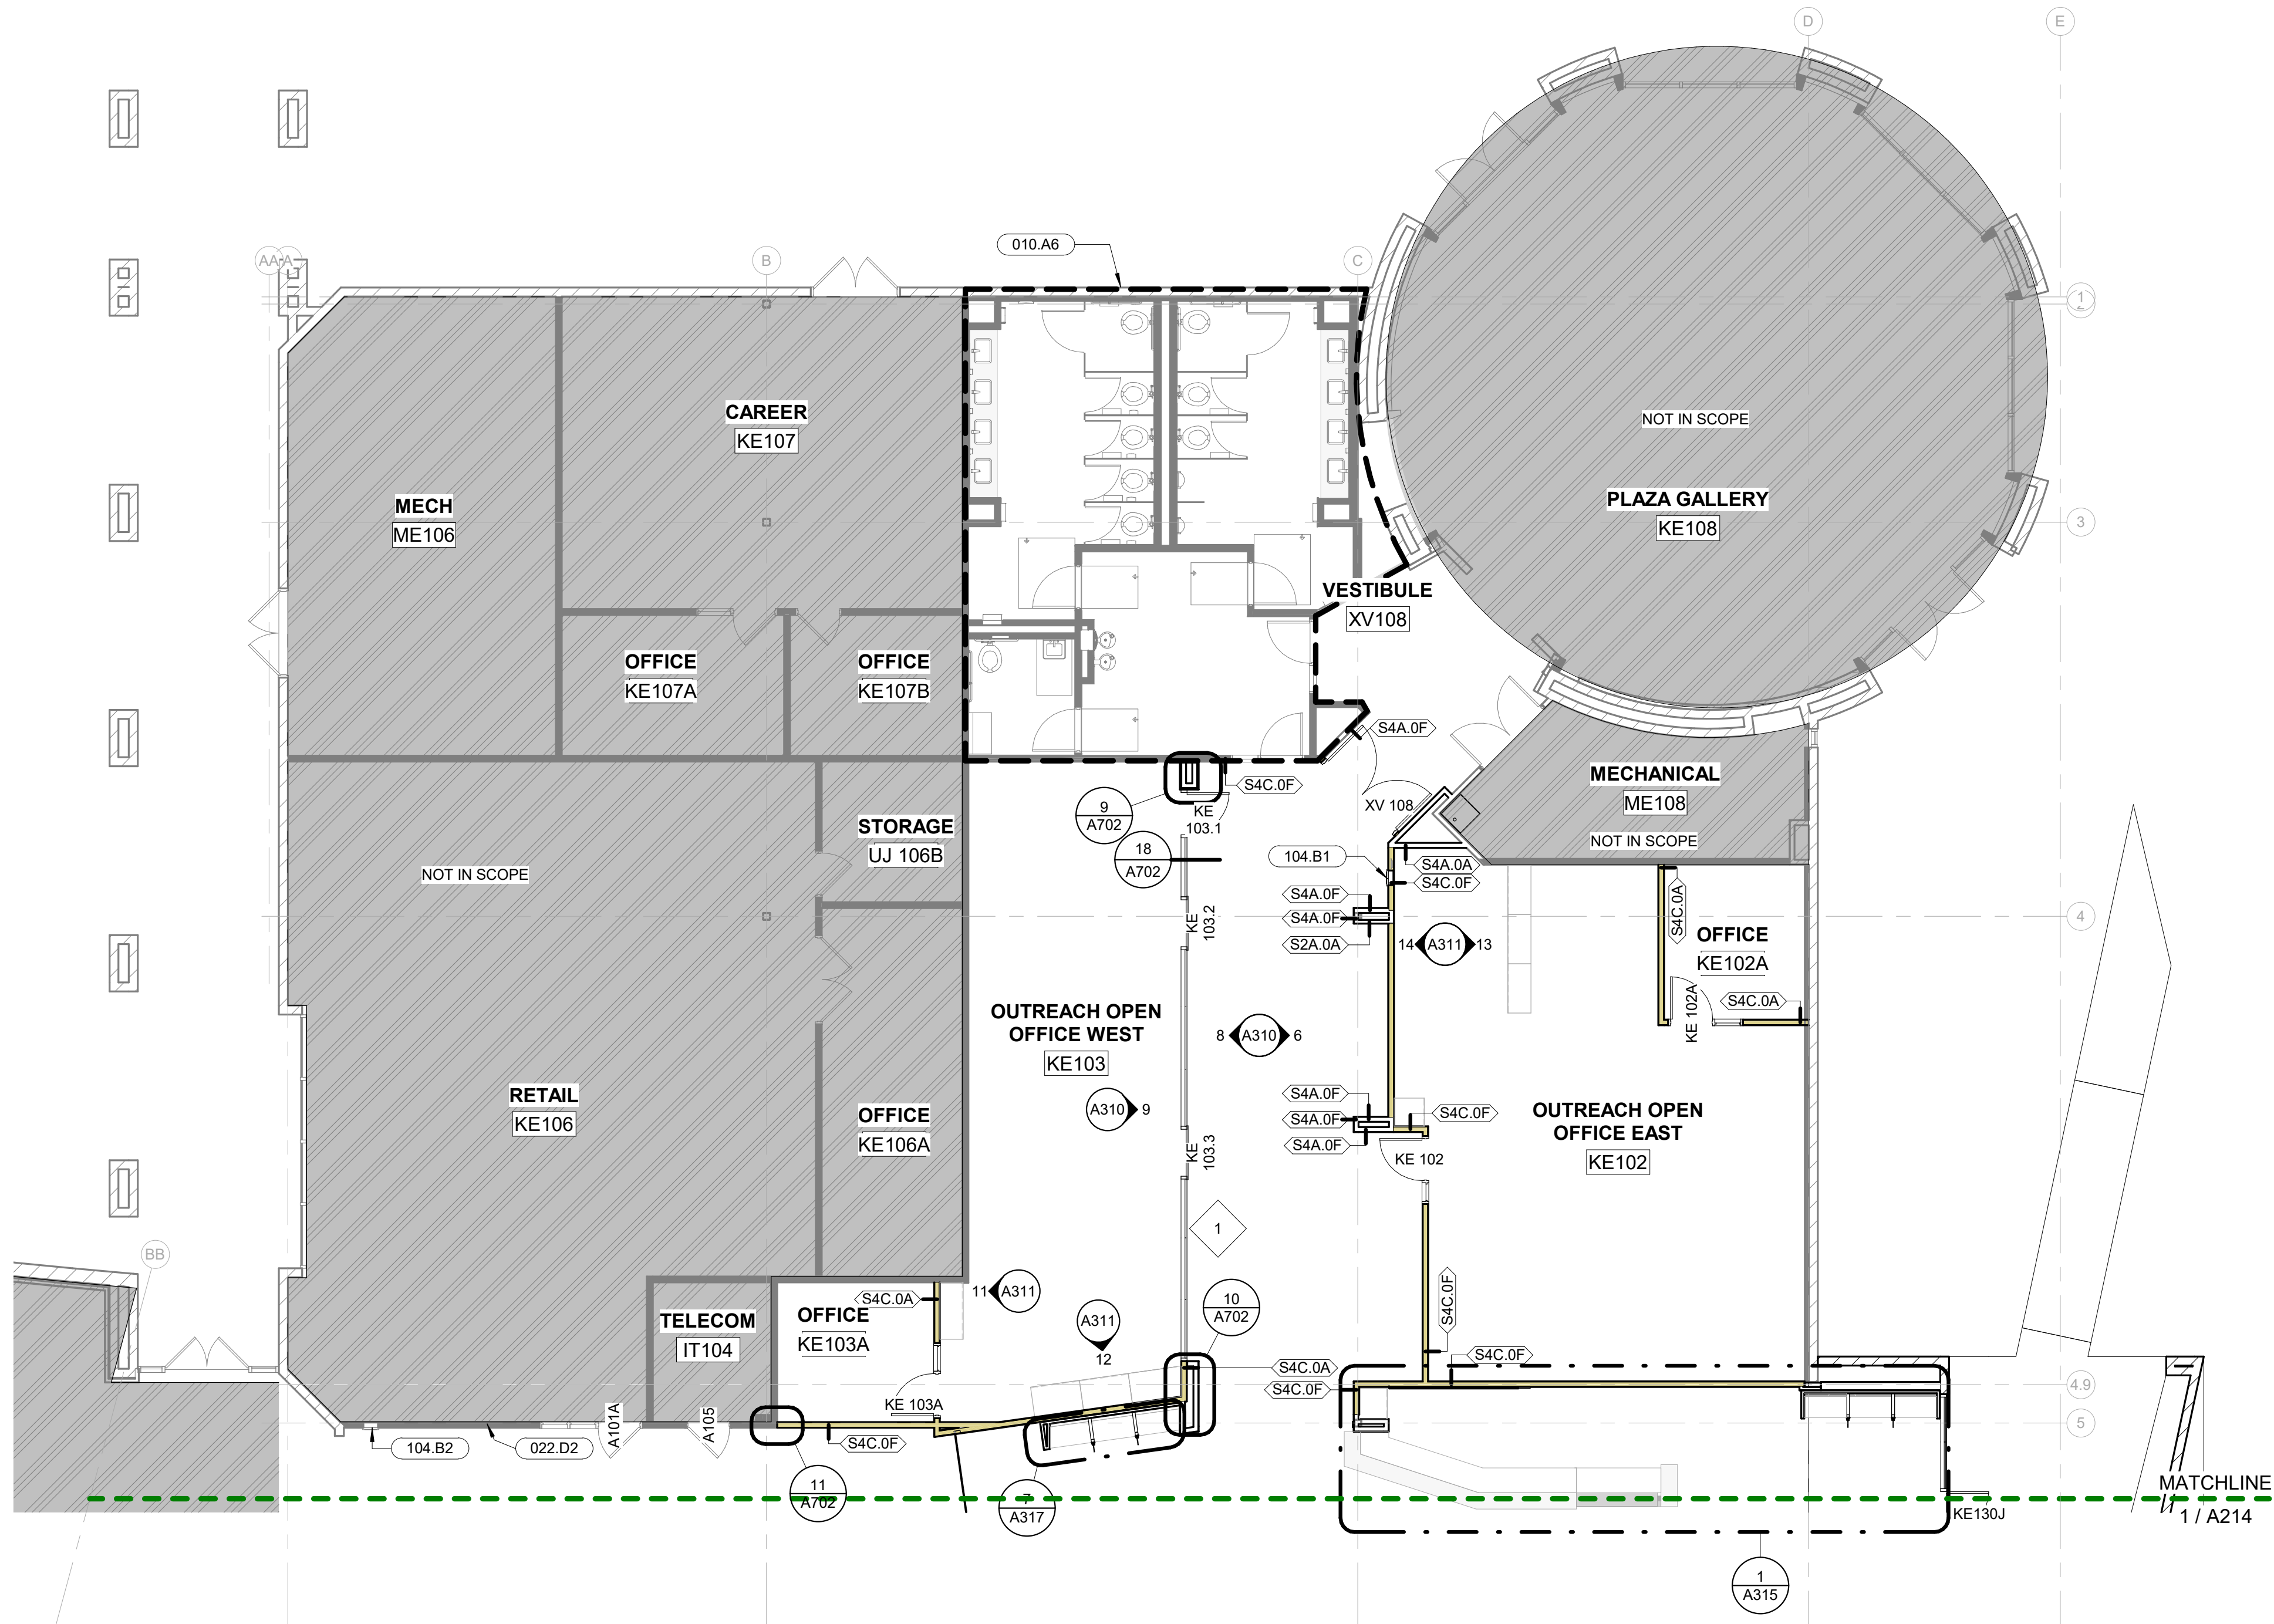 D
E
010.A6
AA
A
B
C
1
2
CAREER
KE107
NOT IN SCOPE
MECH
ME106
PLAZA GALLERY
KE108
3
VESTIBULE
XV108
OFFICE
KE107A
OFFICE
KE107B
S4A.0F
S4C.0F
MECHANICAL
ME108
NOT IN SCOPE
9
A702
KE
103.1
XV 108
STORAGE
UJ 106B
18
A702
104.B1
S4A.0A
S4C.0F
NOT IN SCOPE
S4A.0F
S4A.0F
S2A.0A
KE
103.2
S4C.0A
4
14
A311
13
OFFICE
KE102A
S4C.0A
KE 102A
OUTREACH OPEN
OFFICE WEST
KE103
8
A310
6
RETAIL
KE106
OFFICE
KE106A
A310
9
S4A.0F
S4A.0F
S4A.0F
S4C.0F
OUTREACH OPEN
OFFICE EAST
KE102
KE
103.3
KE 102
1
BB
S4C.0A
11
A311
10
A702
S4C.0F
TELECOM
IT104
OFFICE
KE103A
A311
12
S4C.0A
S4C.0F
S4C.0F
4.9
KE 103A
A101A
A105
5
104.B2
022.D2
S4C.0F
11
A702
7
A317
MATCHLINE
1 / A214
KE130J
1
A315